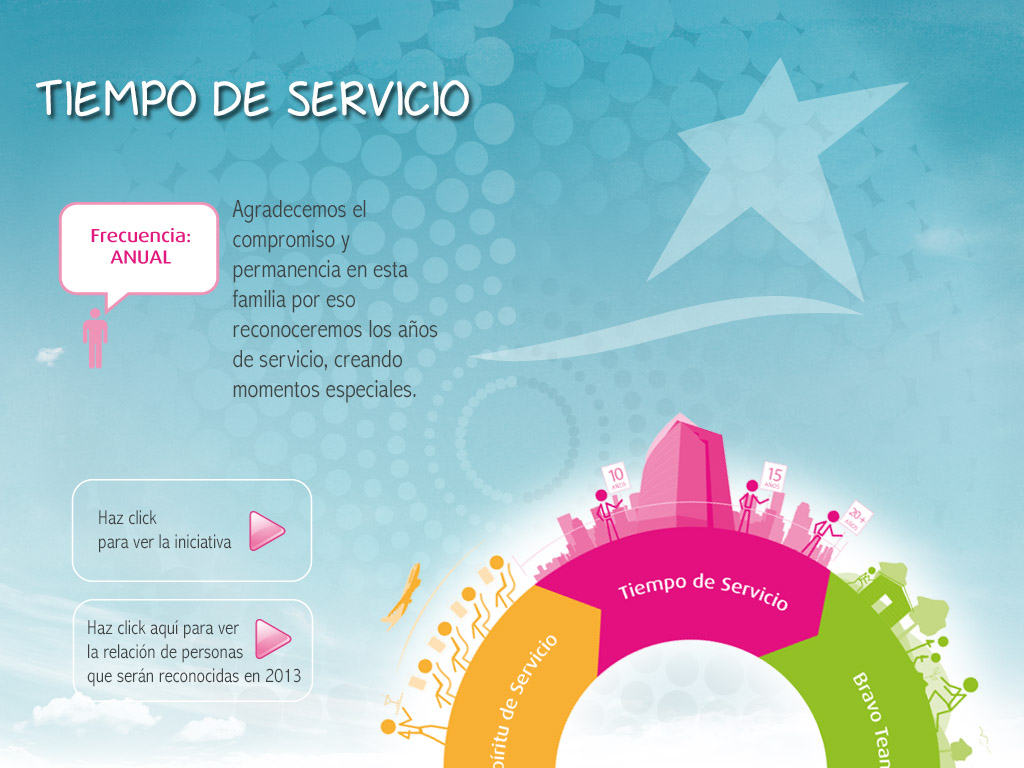 TIEMPO DE SERVICIO
Frecuencia:
ANUAL
Agradecemos el
compromiso y
permanencia en esta
familia por eso
reconoceremos los años
de servicio, creando
momentos especiales.
Haz click
para ver la iniciativa
Haz click aquí para ver
la relación de personas
que serán reconocidas en 2013
10
AÑOS
15
AÑOS
20+
AÑOS
Tiempo de Servicio
píritu de Servicio
Bravo Tean